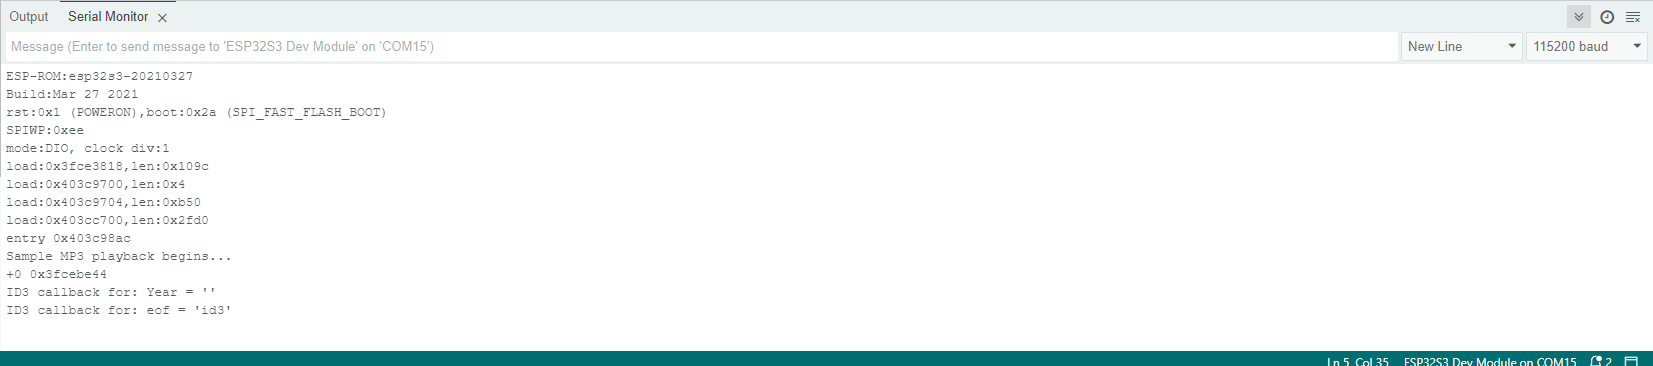 Output Serial Monitor
Message (Enter to send message to 'ESP32S3 Dev Module' on 'COM15') New Line 115200 baud
ESP-ROM:esp32s3-20210327
Build:Mar 27 2021
rst:0x1 (POWERON),boot:0x2a (SPI_FAST_FLASH_BOOT)
SPIWP:0xee
mode:DIO, clock div:1
load:0x3fce3818,len:0x109c
load:0x403c9700,len:0x4
load:0x403c9704,len:0xb50
load:0x403cc700,len:0x2fd0
entry 0x403c98ac
Sample MP3 playback begins...
+0 0x3fcebe44
ID3 callback for: Year = ''
ID3 callback for: eof = 'id3'
Ln 5, Col 35 ESP32S3 Dev Module on COM15 2